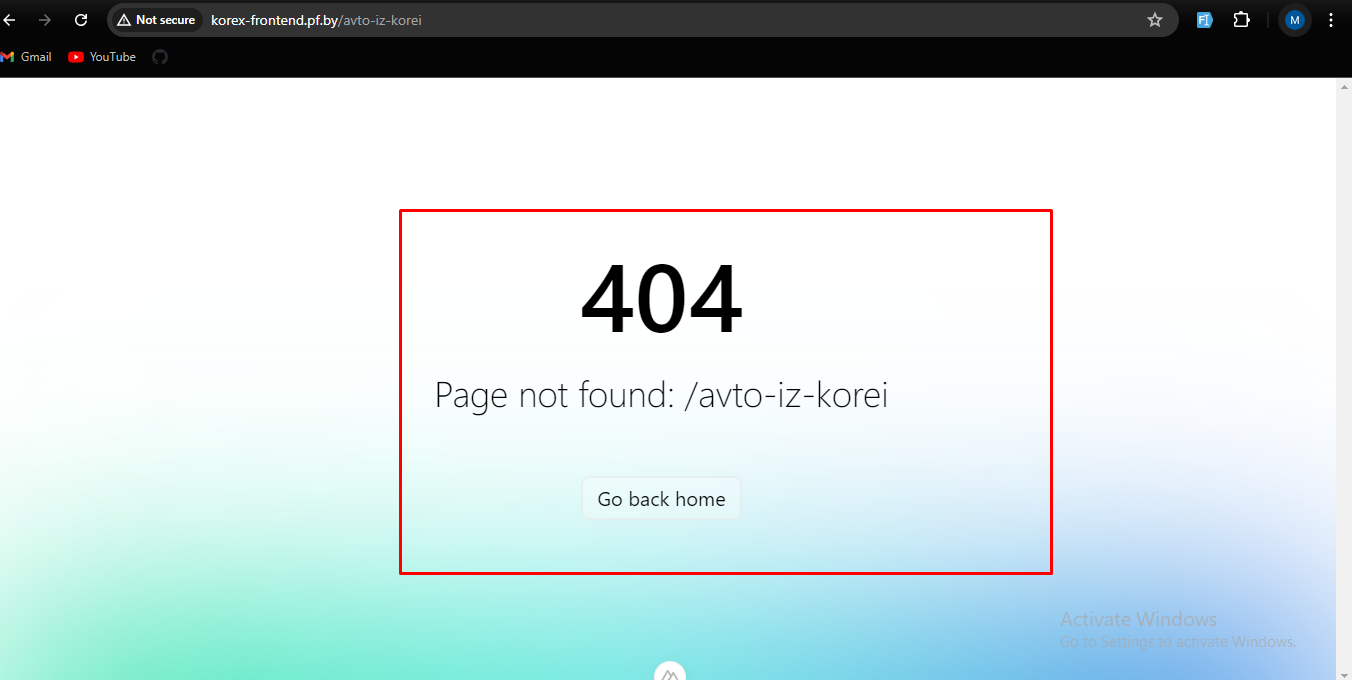 Not secure
korex-frontend.pf.by/avto-iz-korei
M
Gmail
YouTube
404
Page not found: /avto-iz-korei
Go back home
Activate Windows
Go to Settings to activate Windows.